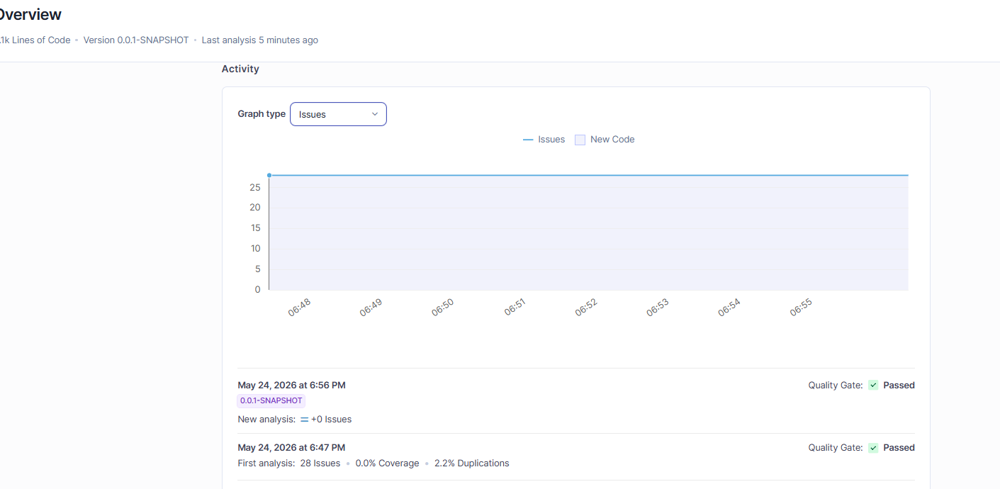 Overview
.1k Lines of Code • Version 0.0.1-SNAPSHOT • Last analysis 5 minutes ago
Activity
Graph type Issues
Issues New Code
25
20
15
10
5
0
06:48 06:49 06:50 06:51 06:52 06:53 06:54 06:55
May 24, 2026 at 6:56 PM Quality Gate: Passed
0.0.1-SNAPSHOT
New analysis: = +0 Issues
May 24, 2026 at 6:47 PM Quality Gate: Passed
First analysis: 28 Issues • 0.0% Coverage • 2.2% Duplications